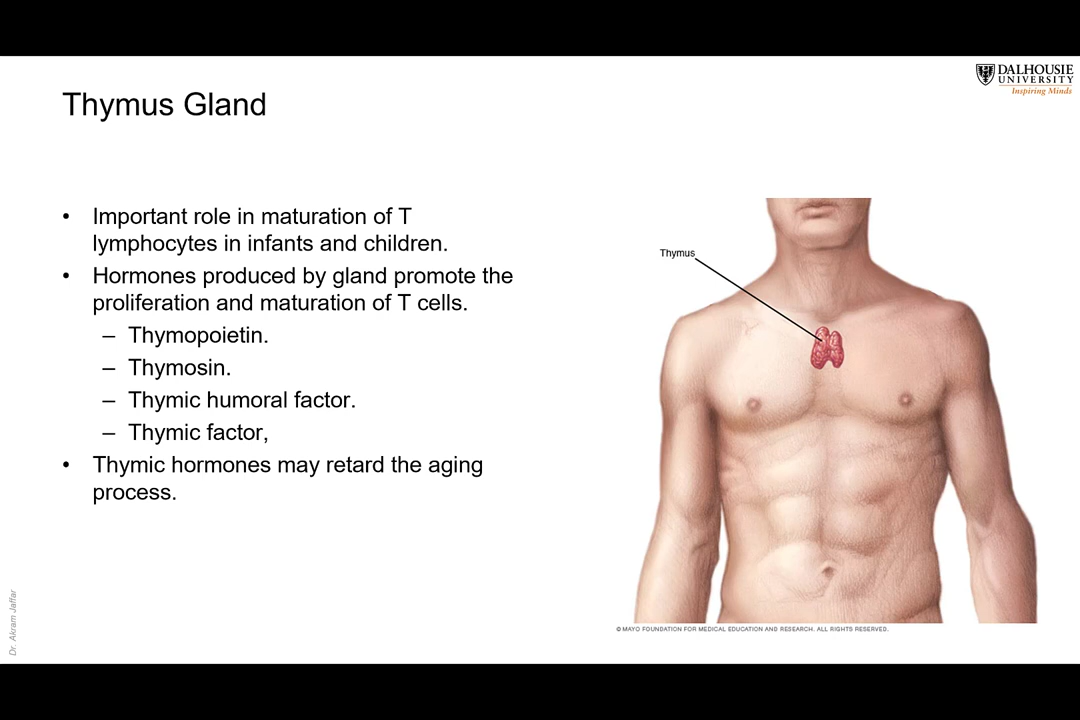 DALHOUSIE
UNIVERSITY
Inspiring Minds
Thymus Gland
• Important role in maturation of T
lymphocytes in infants and children.
• Hormones produced by gland promote the
proliferation and maturation of T cells.
– Thymopoietin.
– Thymosin.
– Thymic humoral factor.
– Thymic factor,
• Thymic hormones may retard the aging
process.
Thymus
© MAYO FOUNDATION FOR MEDICAL EDUCATION AND RESEARCH. ALL RIGHTS RESERVED.
Dr. Akram Jaffar